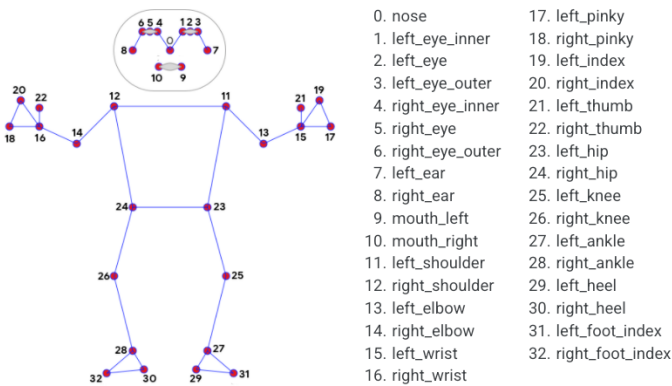 6 5 4 1 2 3
0
8 7
10 9
20 22 12 11 21 19
18 16 14 13 15 17
24 23
26 25
28 27
32 30 29 31
0. nose
1. left_eye_inner
2. left_eye
3. left_eye_outer
4. right_eye_inner
5. right_eye
6. right_eye_outer
7. left_ear
8. right_ear
9. mouth_left
10. mouth_right
11. left_shoulder
12. right_shoulder
13. left_elbow
14. right_elbow
15. left_wrist
16. right_wrist
17. left_pinky
18. right_pinky
19. left_index
20. right_index
21. left_thumb
22. right_thumb
23. left_hip
24. right_hip
25. left_knee
26. right_knee
27. left_ankle
28. right_ankle
29. left_heel
30. right_heel
31. left_foot_index
32. right_foot_index